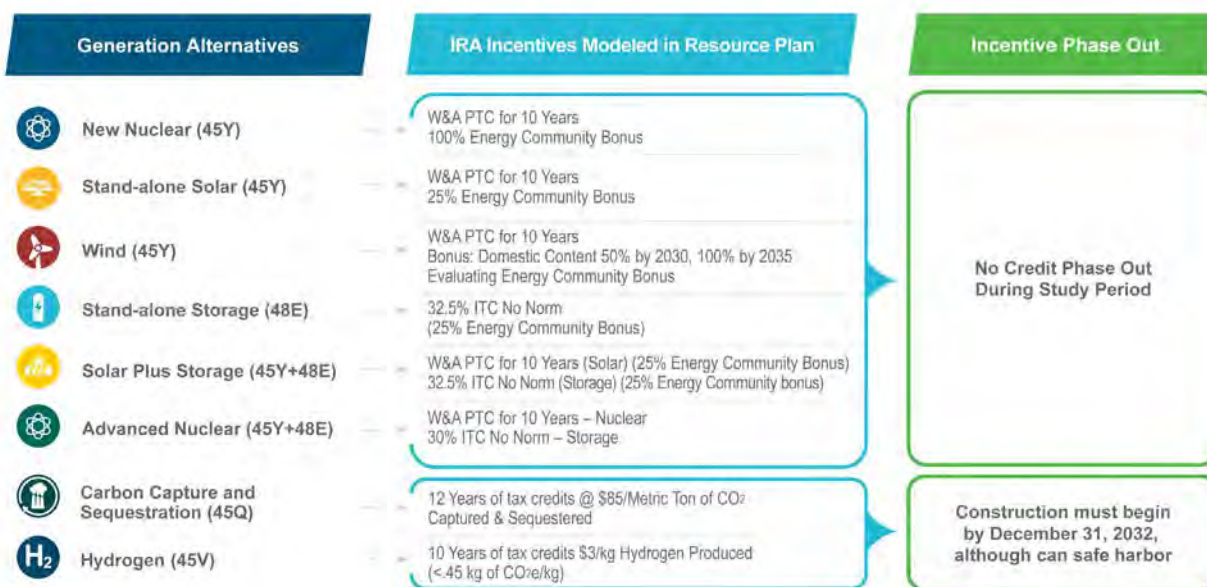 Generation Alternatives
IRA Incentives Modeled in Resource Plan
Incentive Phase Out
New Nuclear (45Y)
W&A PTC for 10 Years
100% Energy Community Bonus
Stand-alone Solar (45Y)
W&A PTC for 10 Years
25% Energy Community Bonus
Wind (45Y)
W&A PTC for 10 Years
Bonus: Domestic Content 50% by 2030, 100% by 2035
Evaluating Energy Community Bonus
Stand-alone Storage (48E)
32.5% ITC No Norm
(25% Energy Community Bonus)
Solar Plus Storage (45Y+48E)
W&A PTC for 10 Years (Solar) (25% Energy Community Bonus)
32.5% ITC No Norm (Storage) (25% Energy Community bonus)
Advanced Nuclear (45Y+48E)
W&A PTC for 10 Years – Nuclear
30% ITC No Norm – Storage
No Credit Phase Out
During Study Period
Carbon Capture and
Sequestration (45Q)
12 Years of tax credits @ $85/Metric Ton of CO2
Captured & Sequestered
H2
Hydrogen (45V)
10 Years of tax credits $3/kg Hydrogen Produced
(<.45 kg of CO2e/kg)
Construction must begin
by December 31, 2032,
although can safe harbor